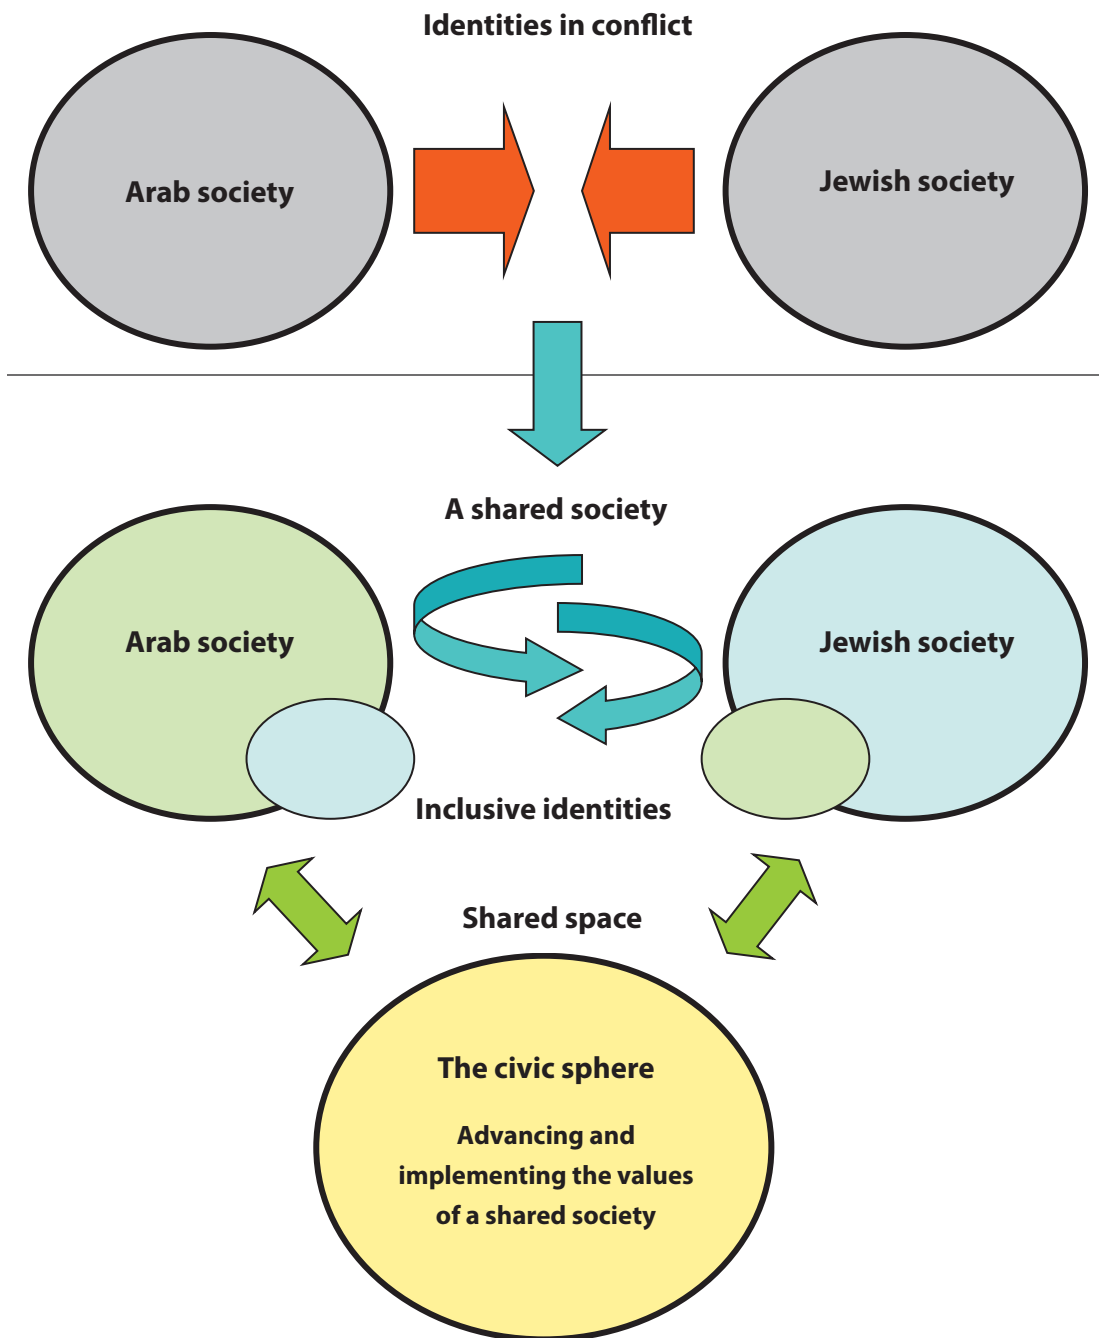 Identities in conflict
Arab society
Jewish society
A shared society
Arab society
Jewish society
Inclusive identities
Shared space
The civic sphere
Advancing and
implementing the values
of a shared society